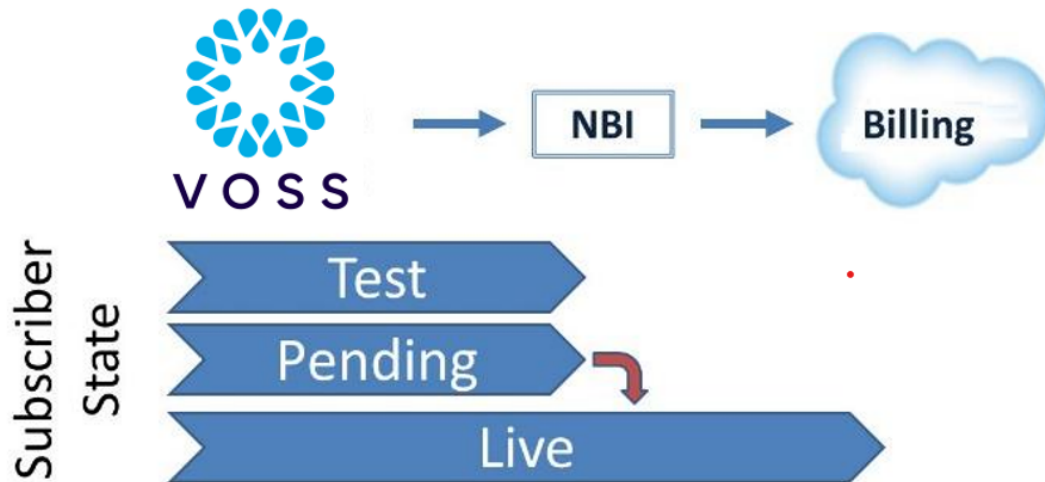 VOSS
NBI
Billing
Subscriber
State
Test
Pending
Live